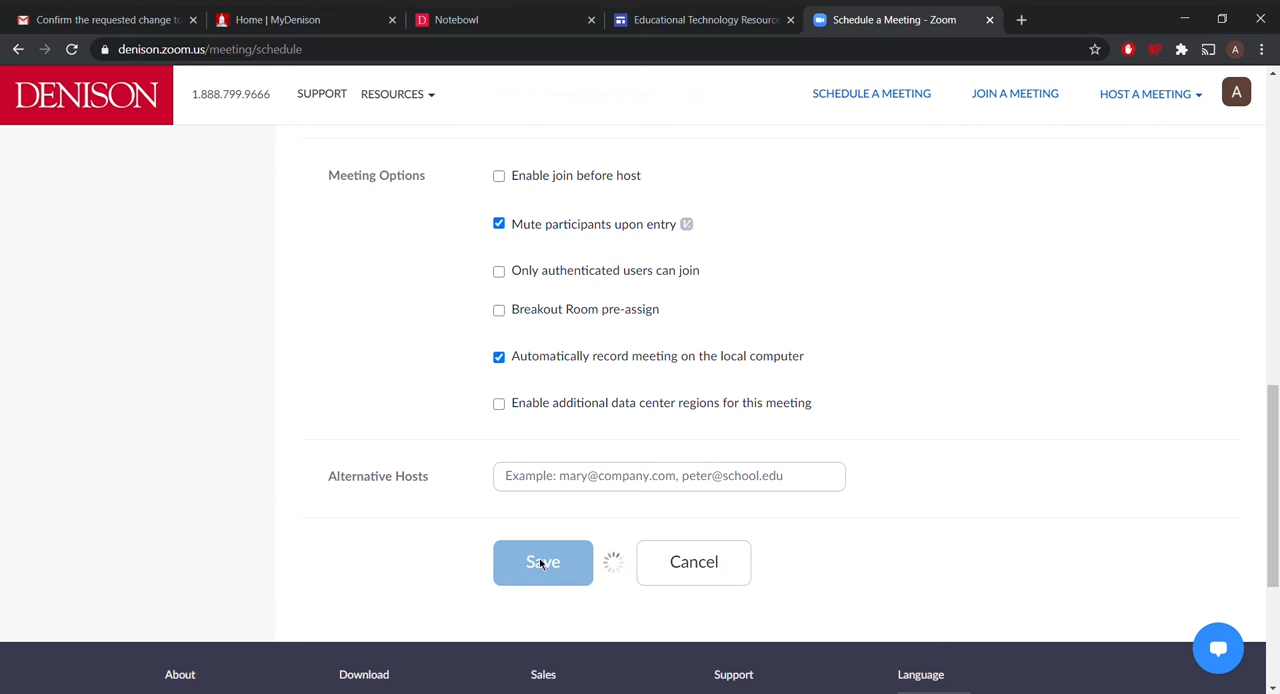 Confirm the requested change to
Home | MyDenison
Notebowl
Educational Technology Resource
Schedule a Meeting - Zoom
denison.zoom.us/meeting/schedule
A
DENISON
1.888.799.9666
SUPPORT
RESOURCES
SCHEDULE A MEETING
JOIN A MEETING
HOST A MEETING
A
Meeting Options
Enable join before host
Mute participants upon entry
Only authenticated users can join
Breakout Room pre-assign
Automatically record meeting on the local computer
Enable additional data center regions for this meeting
Alternative Hosts
Example: mary@company.com, peter@school.edu
Save
Cancel
About
Download
Sales
Support
Language